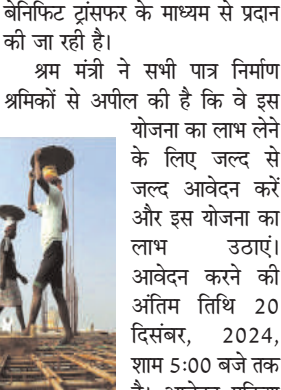 बेनिफिट ट्रांसफर के माध्यम से प्रदान
की जा रही है।
श्रम मंत्री ने सभी पात्र निर्माण
श्रमिकों से अपील की है कि वे इस
योजना का लाभ लेने
के लिए जल्द से
जल्द आवेदन करें
और इस योजना का
लाभ उठाएं।
आवेदन करने की
अंतिम तिथि 20
दिसंबर, 2024,
शाम 5:00 बजे तक